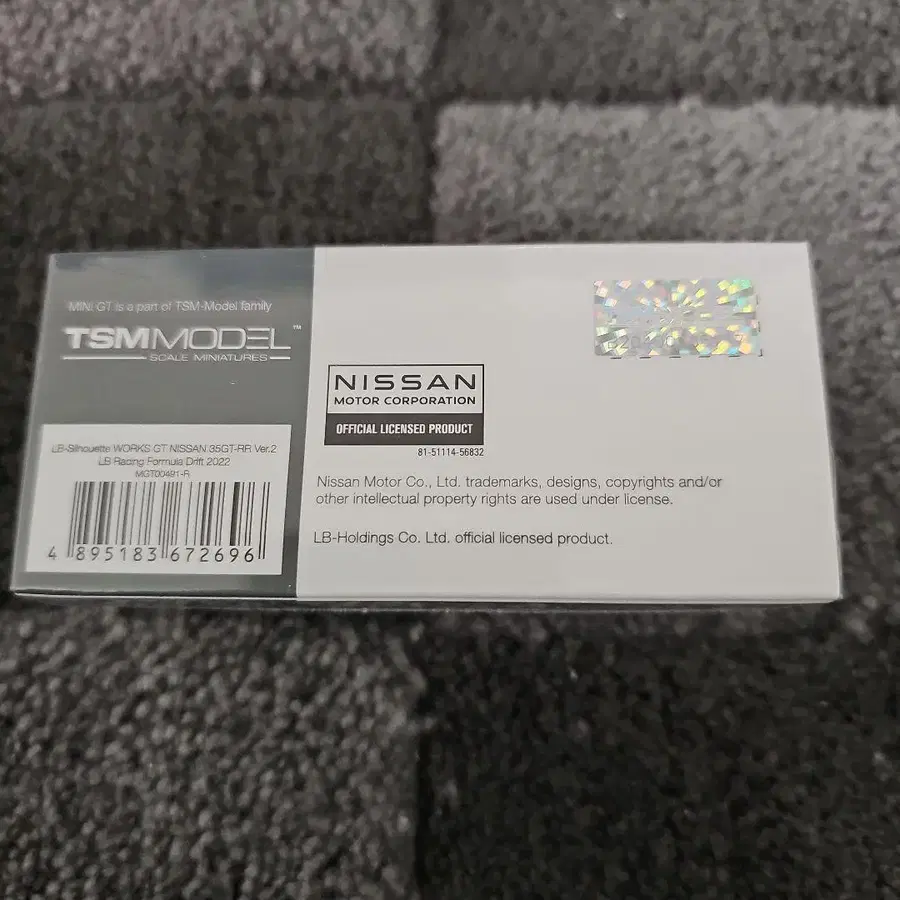 MINI GT is a part of TSM-Model family
TSMMODEL™
SCALE MINIATURES
LB-Silhouette WORKS GT NISSAN 35GT-RR Ver.2
LB Racing Formula Drift 2022
MGT00491-R
4 895183 672696
NISSAN
MOTOR CORPORATION
OFFICIAL LICENSED PRODUCT
81-51114-56832
Nissan Motor Co., Ltd. trademarks, designs, copyrights and/or
other intellectual property rights are used under license.
LB-Holdings Co. Ltd. official licensed product.